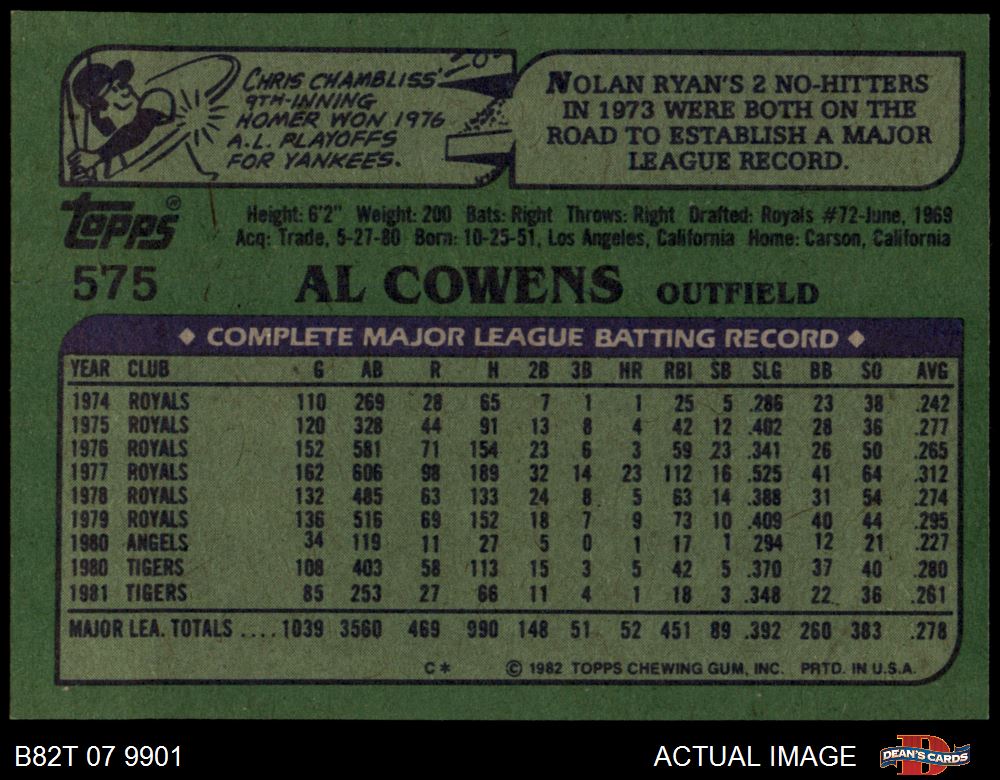 CHRIS CHAMBLISS'
9TH-INNING
HOMER WON 1976
A.L. PLAYOFFS
FOR YANKEES.
NOLAN RYAN'S 2 NO-HITTERS
IN 1973 WERE BOTH ON THE
ROAD TO ESTABLISH A MAJOR
LEAGUE RECORD.
topps®
Height: 6'2" Weight: 200 Bats: Right Throws: Right Drafted: Royals #72-June, 1969
Acq: Trade, 5-27-80 Born: 10-25-51, Los Angeles, California Home: Carson, California
575 AL COWENS OUTFIELD
◆ COMPLETE MAJOR LEAGUE BATTING RECORD ◆
YEAR CLUB G AB R H 2B 3B HR RBI SB SLG BB SO AVG
1974 ROYALS 110 269 28 65 7 1 1 25 5 .286 23 38 .242
1975 ROYALS 120 328 44 91 13 8 4 42 12 .402 28 36 .277
1976 ROYALS 152 581 71 154 23 6 3 59 23 .341 26 50 .265
1977 ROYALS 162 606 98 189 32 14 23 112 16 .525 41 64 .312
1978 ROYALS 132 485 63 133 24 8 5 63 14 .388 31 54 .274
1979 ROYALS 136 516 69 152 18 7 9 73 10 .409 40 44 .295
1980 ANGELS 34 119 11 27 5 0 1 17 1 .294 12 21 .227
1980 TIGERS 108 403 58 113 15 3 5 42 5 .370 37 40 .280
1981 TIGERS 85 253 27 66 11 4 1 18 3 .348 22 36 .261
MAJOR LEA. TOTALS .... 1039 3560 469 990 148 51 52 451 89 .392 260 383 .278
C* © 1982 TOPPS CHEWING GUM, INC. PRTD. IN U.S.A.
B82T 07 9901 ACTUAL IMAGE DEAN'S CARDS